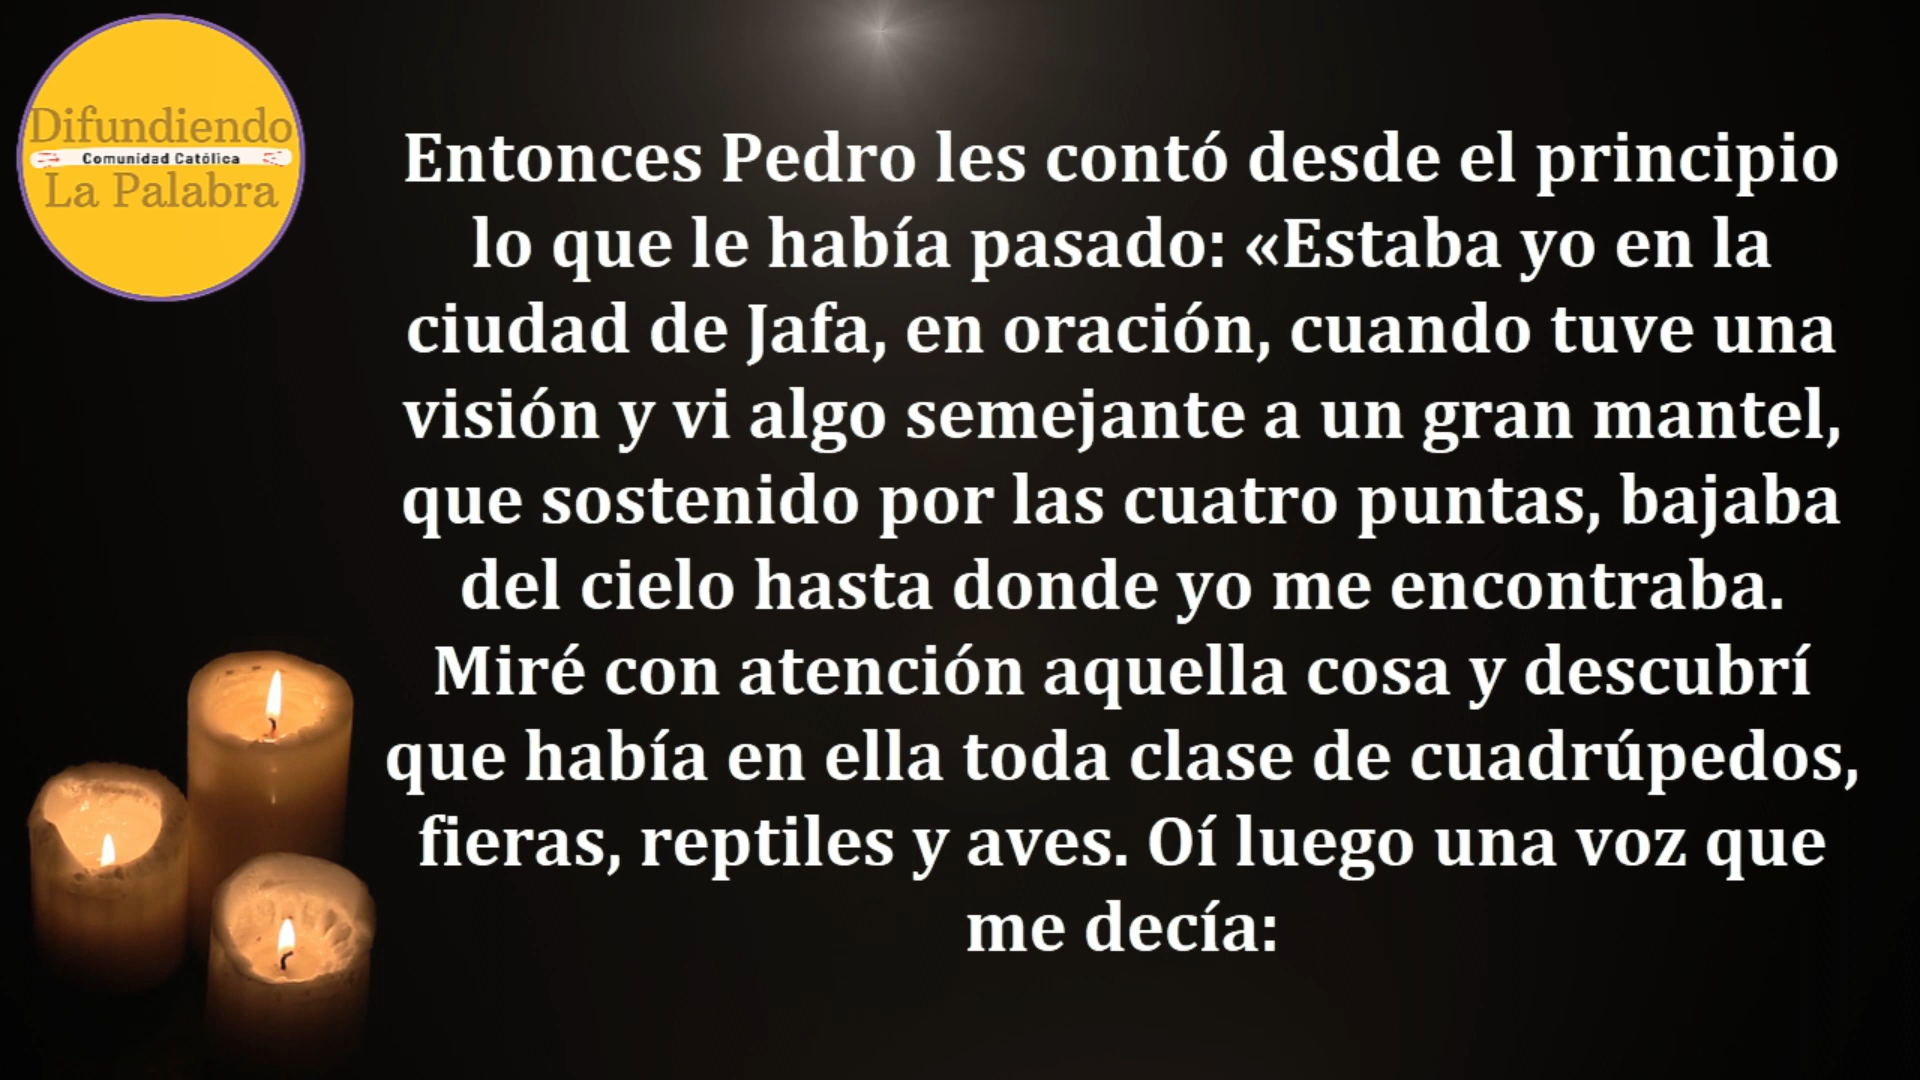 Difundiendo
Comunidad Católica
La Palabra
Entonces Pedro les contó desde el principio
lo que le había pasado: «Estaba yo en la
ciudad de Jafa, en oración, cuando tuve una
visión y vi algo semejante a un gran mantel,
que sostenido por las cuatro puntas, bajaba
del cielo hasta donde yo me encontraba.
Miré con atención aquella cosa y descubrí
que había en ella toda clase de cuadrúpedos,
fieras, reptiles y aves. Oí luego una voz que
me decía: